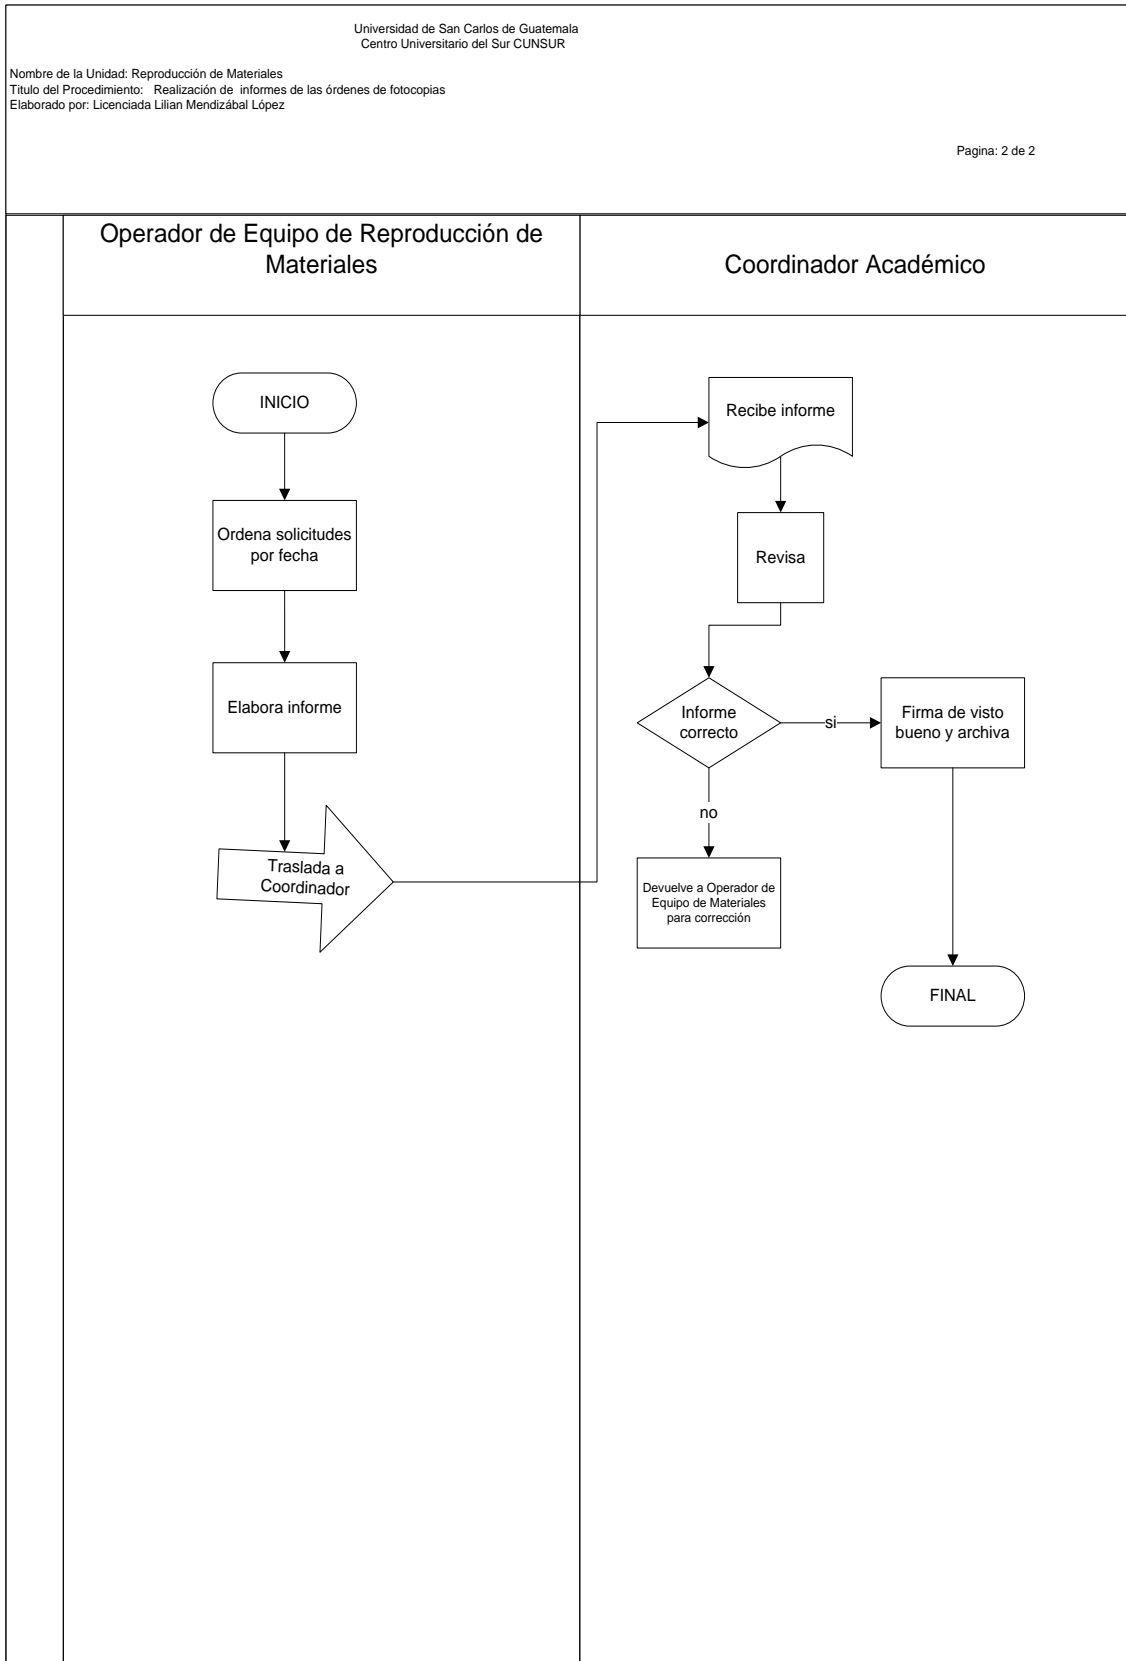 Universidad de San Carlos de Guatemala
Centro Universitario del Sur CUNSUR
Nombre de la Unidad: Reproducción de Materiales
Titulo del Procedimiento:   Realización de  informes de las órdenes de fotocopias
Elaborado por: Licenciada Lilian Mendizábal López
Pagina: 2 de 2
Operador de Equipo de Reproducción de
Materiales
Coordinador Académico
INICIO
Ordena solicitudes
por fecha
Elabora informe
Traslada a
Coordinador
Recibe informe
Revisa
Informe
correcto
si
Firma de visto
bueno y archiva
no
Devuelve a Operador de
Equipo de Materiales
para corrección
FINAL